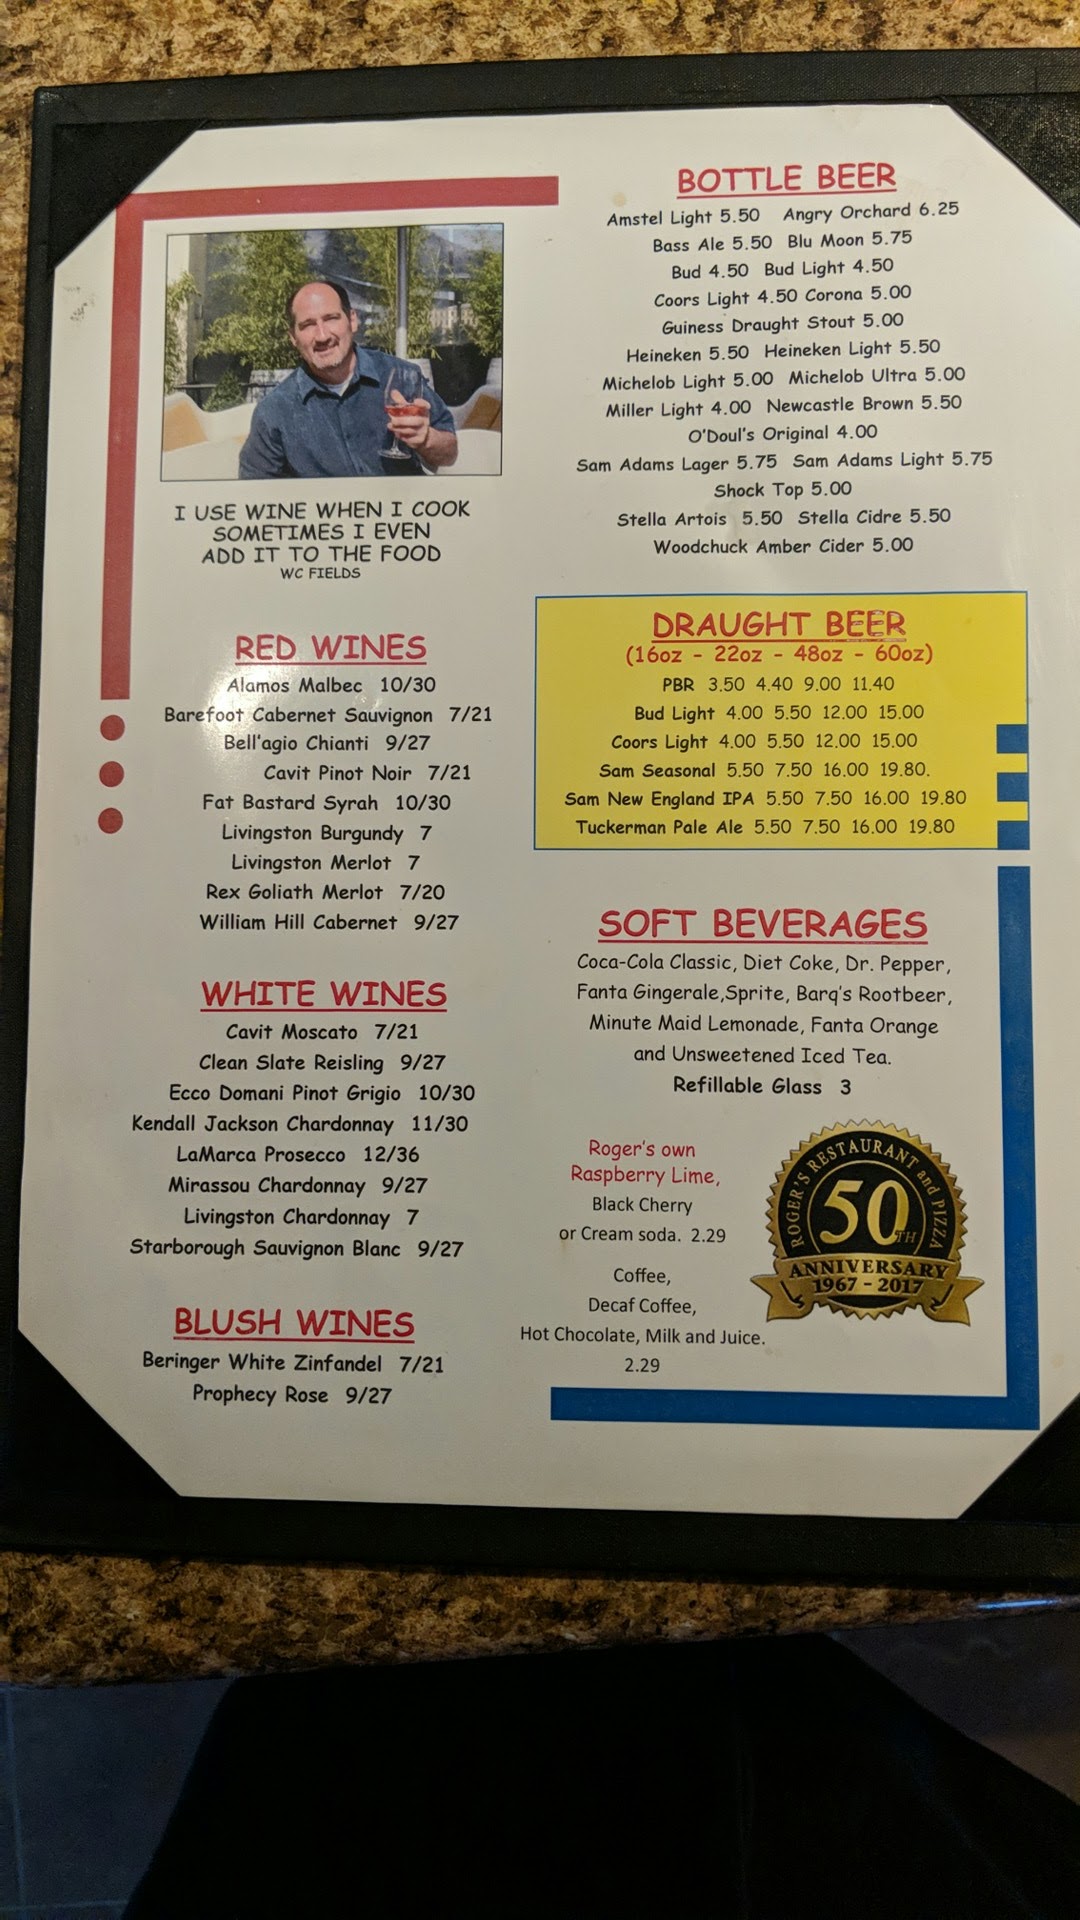 I USE WINE WHEN I COOK
SOMETIMES I EVEN
ADD IT TO THE FOOD
WC FIELDS
RED WINES
Alamos Malbec 10/30
Barefoot Cabernet Sauvignon 7/21
Bell'agio Chianti 9/27
Cavit Pinot Noir 7/21
Fat Bastard Syrah 10/30
Livingston Burgundy 7
Livingston Merlot 7
Rex Goliath Merlot 7/20
William Hill Cabernet 9/27
WHITE WINES
Cavit Moscato 7/21
Clean Slate Reisling 9/27
Ecco Domani Pinot Grigio 10/30
Kendall Jackson Chardonnay 11/30
LaMarca Prosecco 12/36
Mirassou Chardonnay 9/27
Livingston Chardonnay 7
Starborough Sauvignon Blanc 9/27
BLUSH WINES
Beringer White Zinfandel 7/21
Prophecy Rose 9/27
BOTTLE BEER
Amstel Light 5.50 Angry Orchard 6.25
Bass Ale 5.50 Blu Moon 5.75
Bud 4.50 Bud Light 4.50
Coors Light 4.50 Corona 5.00
Guiness Draught Stout 5.00
Heineken 5.50 Heineken Light 5.50
Michelob Light 5.00 Michelob Ultra 5.00
Miller Light 4.00 Newcastle Brown 5.50
O'Doul's Original 4.00
Sam Adams Lager 5.75 Sam Adams Light 5.75
Shock Top 5.00
Stella Artois 5.50 Stella Cidre 5.50
Woodchuck Amber Cider 5.00
DRAUGHT BEER
(16oz - 22oz - 48oz - 60oz)
PBR 3.50 4.40 9.00 11.40
Bud Light 4.00 5.50 12.00 15.00
Coors Light 4.00 5.50 12.00 15.00
Sam Seasonal 5.50 7.50 16.00 19.80.
Sam New England IPA 5.50 7.50 16.00 19.80
Tuckerman Pale Ale 5.50 7.50 16.00 19.80
SOFT BEVERAGES
Coca-Cola Classic, Diet Coke, Dr. Pepper,
Fanta Gingerale,Sprite, Barq's Rootbeer,
Minute Maid Lemonade, Fanta Orange
and Unsweetened Iced Tea.
Refillable Glass 3
Roger's own
Raspberry Lime,
Black Cherry
or Cream soda. 2.29
Coffee,
Decaf Coffee,
Hot Chocolate, Milk and Juice.
2.29
ROGER'S RESTAURANT and PIZZA
50TH
ANNIVERSARY
1967 - 2017